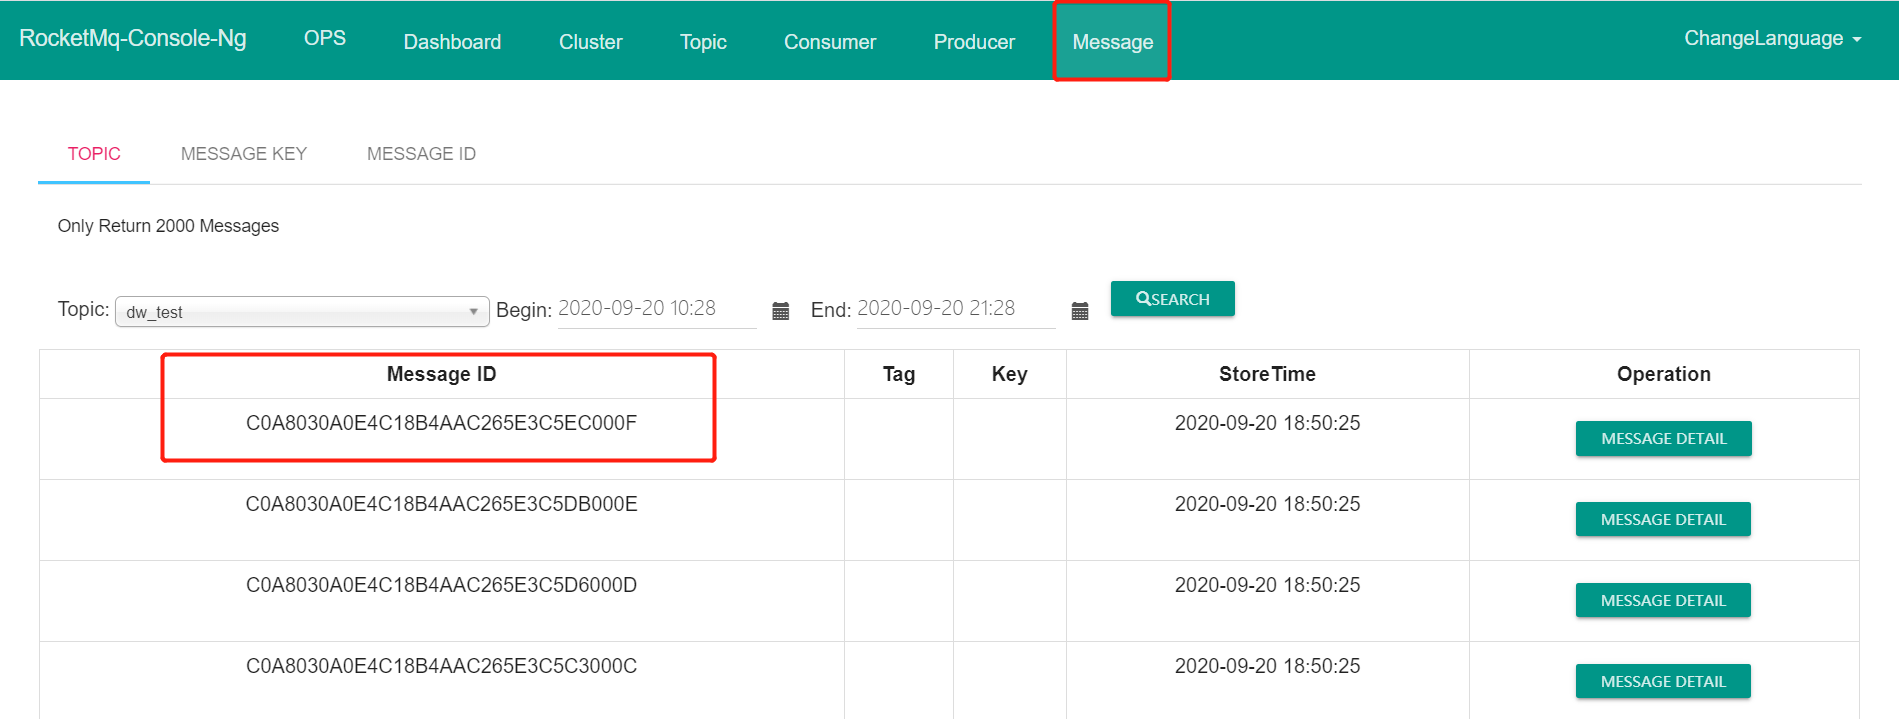 RocketMq-Console-Ng OPS Dashboard Cluster Topic Consumer Producer Message ChangeLanguage
TOPIC MESSAGE KEY MESSAGE ID
Only Return 2000 Messages
Topic: dw_test Begin: 2020-09-20 10:28 End: 2020-09-20 21:28 SEARCH
Message ID Tag Key StoreTime Operation
C0A8030A0E4C18B4AAC265E3C5EC000F 2020-09-20 18:50:25 MESSAGE DETAIL
C0A8030A0E4C18B4AAC265E3C5DB000E 2020-09-20 18:50:25 MESSAGE DETAIL
C0A8030A0E4C18B4AAC265E3C5D6000D 2020-09-20 18:50:25 MESSAGE DETAIL
C0A8030A0E4C18B4AAC265E3C5C3000C 2020-09-20 18:50:25 MESSAGE DETAIL